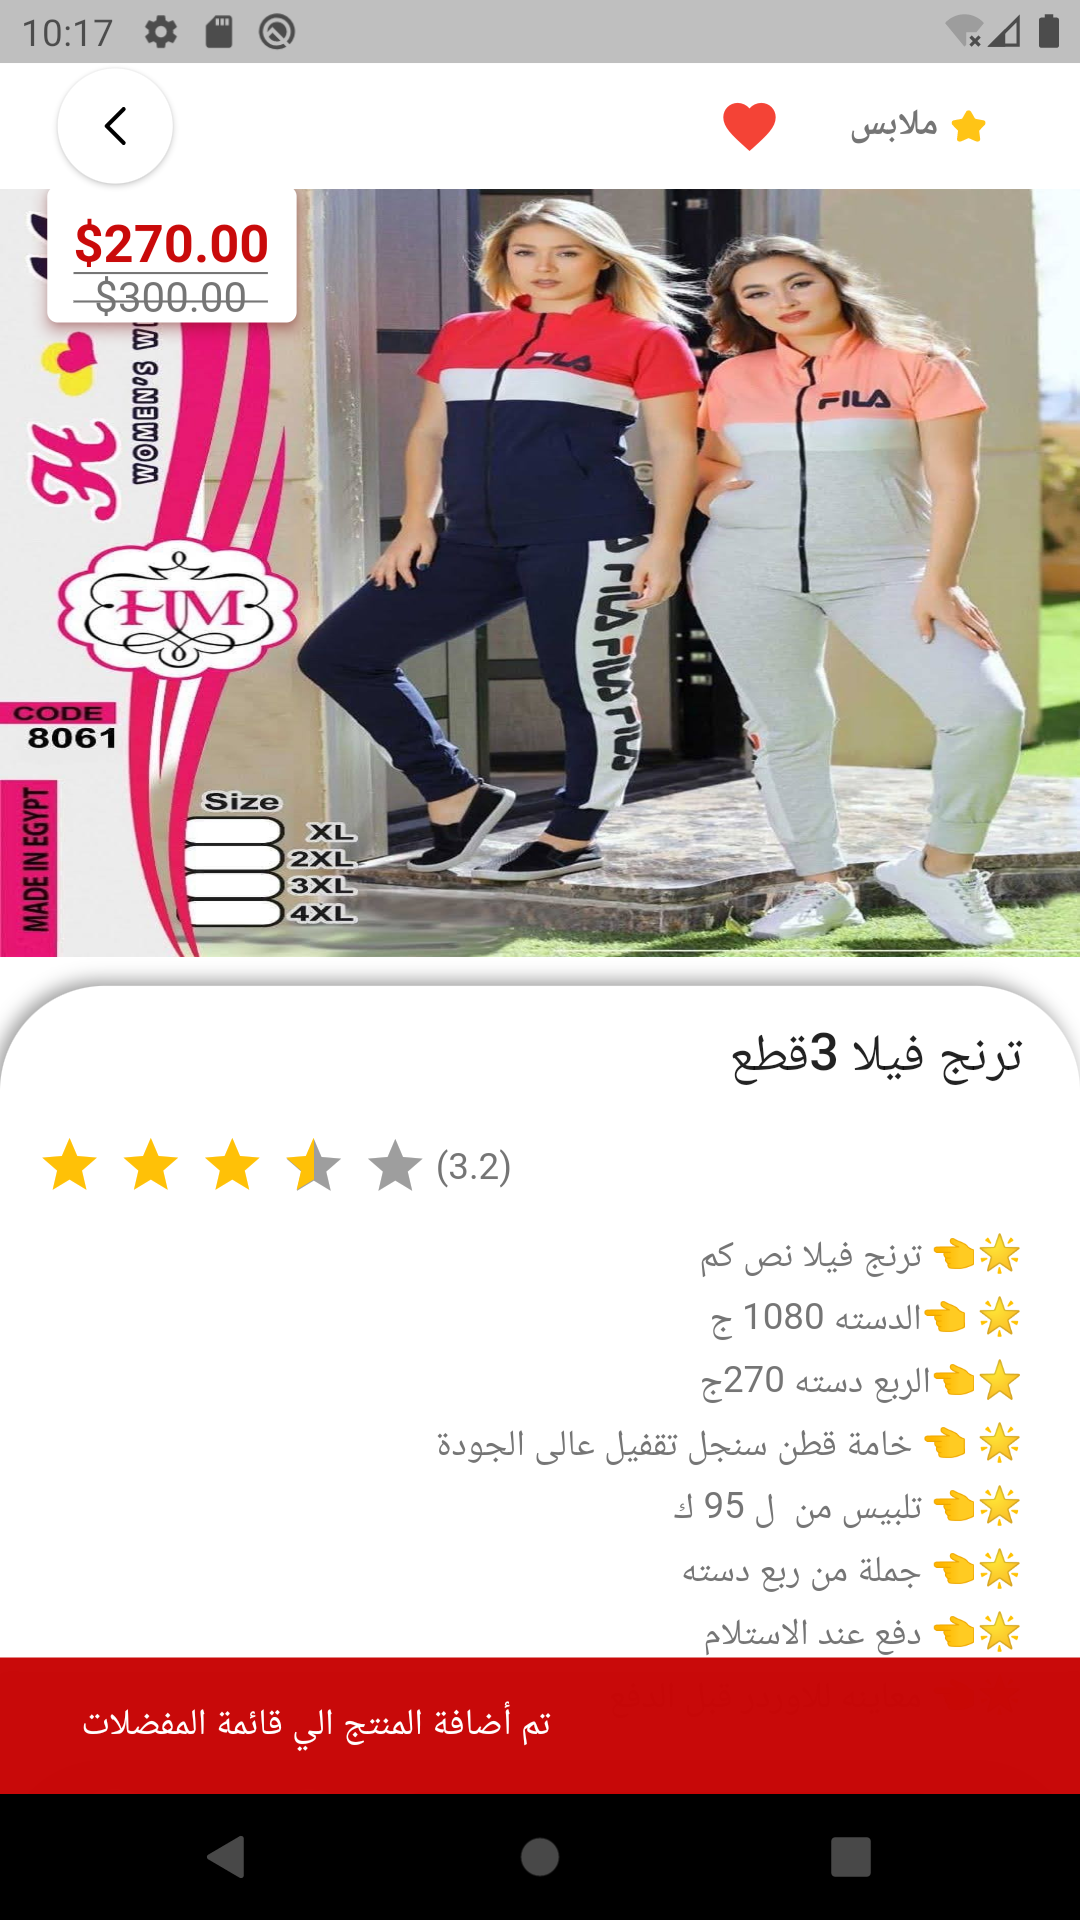 10:17
ملابس
$270.00
$300.00
H
WOMEN'S W
FILA
FILA
HM
FILA FILA FILA
CODE
8061
MADE IN EGYPT
Size
XL
2XL
3XL
4XL
ترنج فيلا 3قطع
(3.2)
🌟👈 ترنج فيلا نص كم
🌟 👈الدسته 1080 ج
⭐👈الربع دسته 270ج
🌟 👈 خامة قطن سنجل تقفيل عالى الجودة
🌟👈 تلبيس من  ل 95 ك
🌟👈 جملة من ربع دسته
🌟👈 دفع عند الاستلام
تم أضافة المنتج الي قائمة المفضلات